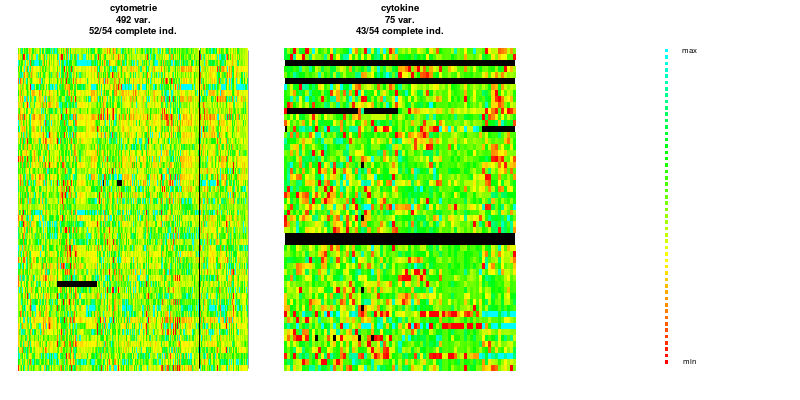 cytometrie
492 var.
52/54 complete ind.
cytokine
75 var.
43/54 complete ind.
max
min